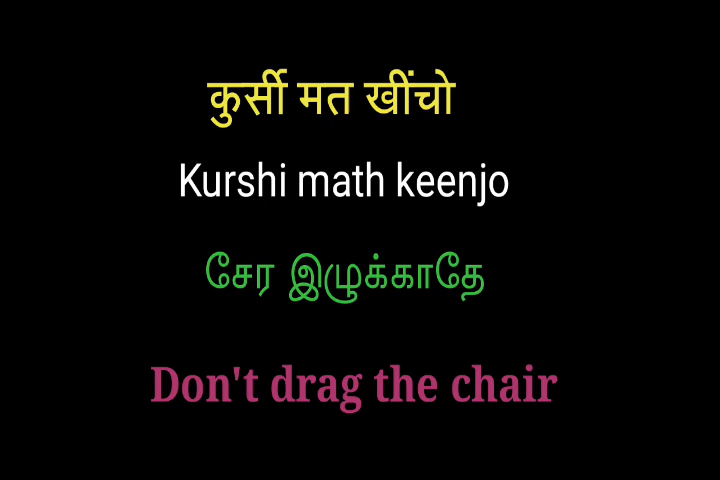 कुर्सी मत खींचो
Kurshi math keenjo
சேர இழுக்காதே
Don't drag the chair